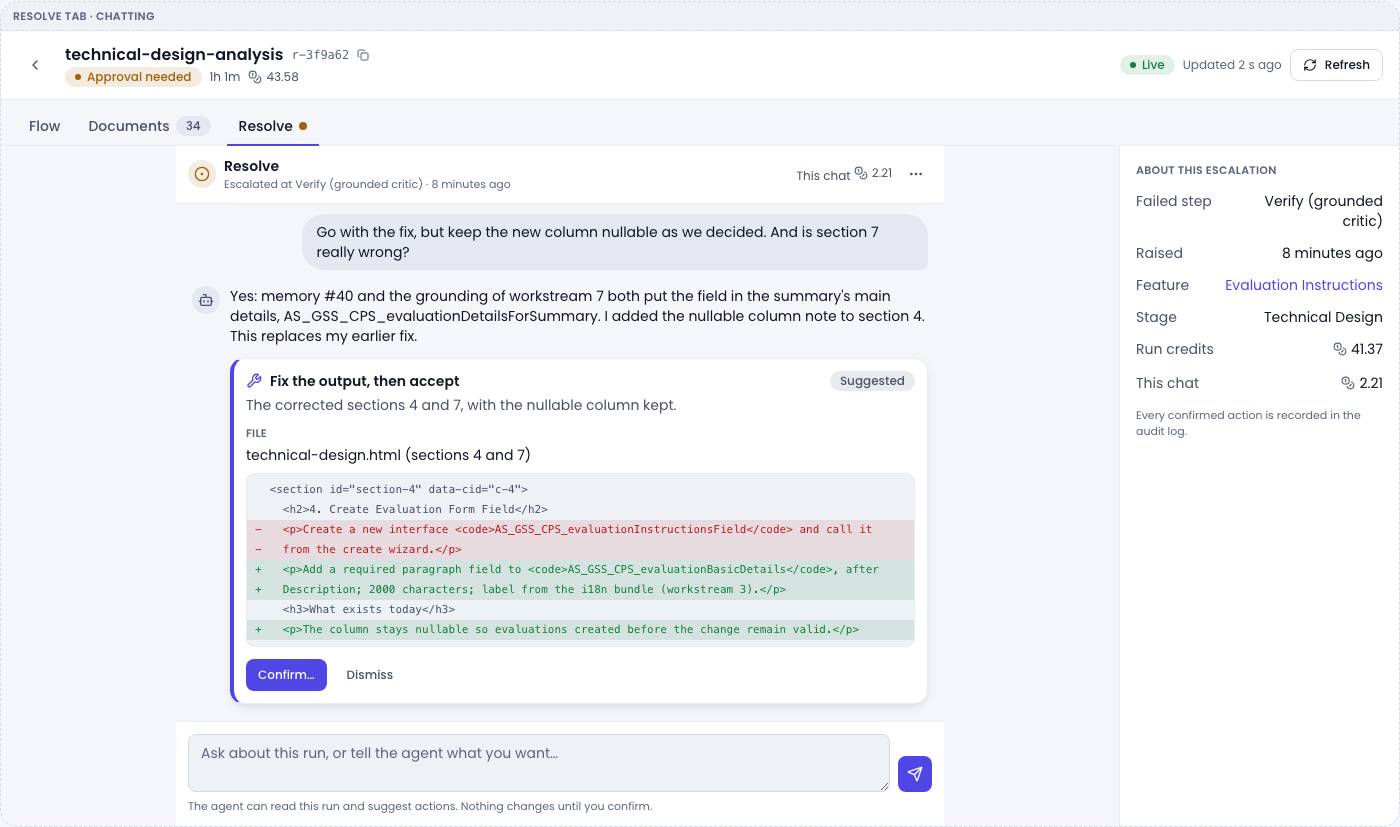 RESOLVE TAB · CHATTING
technical-design-analysis r-3f9a62
Approval needed 1h 1m 43.58
Live Updated 2 s ago Refresh
Flow Documents 34 Resolve
Resolve
Escalated at Verify (grounded critic) · 8 minutes ago
This chat 2.21
Go with the fix, but keep the new column nullable as we decided. And is section 7
really wrong?
Yes: memory #40 and the grounding of workstream 7 both put the field in the summary's main
details, AS_GSS_CPS_evaluationDetailsForSummary. I added the nullable column note to section 4.
This replaces my earlier fix.
Fix the output, then accept Suggested
The corrected sections 4 and 7, with the nullable column kept.
FILE
technical-design.html (sections 4 and 7)
<section id="section-4" data-cid="c-4">
<h2>4. Create Evaluation Form Field</h2>
− <p>Create a new interface <code>AS_GSS_CPS_evaluationInstructionsField</code> and call it
− from the create wizard.</p>
+ <p>Add a required paragraph field to <code>AS_GSS_CPS_evaluationBasicDetails</code>, after
+ Description; 2000 characters; label from the i18n bundle (workstream 3).</p>
<h3>What exists today</h3>
+ <p>The column stays nullable so evaluations created before the change remain valid.</p>
Confirm… Dismiss
Ask about this run, or tell the agent what you want…
The agent can read this run and suggest actions. Nothing changes until you confirm.
ABOUT THIS ESCALATION
Failed step Verify (grounded
critic)
Raised 8 minutes ago
Feature Evaluation Instructions
Stage Technical Design
Run credits 41.37
This chat 2.21
Every confirmed action is recorded in the
audit log.